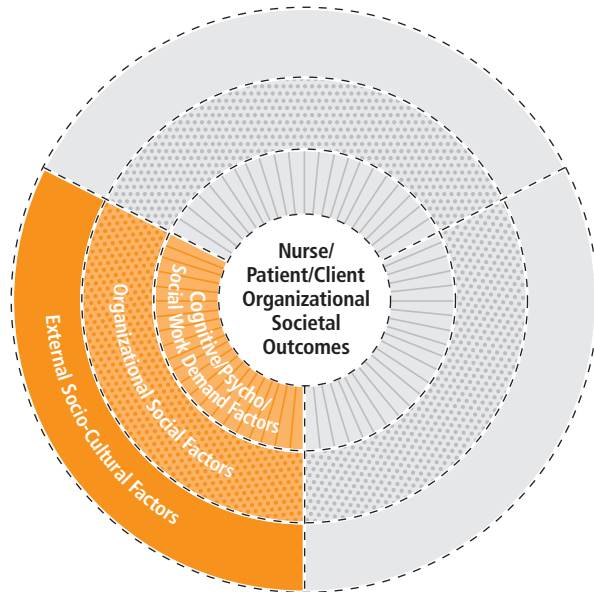 Nurse/
Patient/Client
Organizational
Societal
Outcomes
Cognitive/Psycho/
Social Work Demand Factors
Organizational Social Factors
External Socio-Cultural Factors